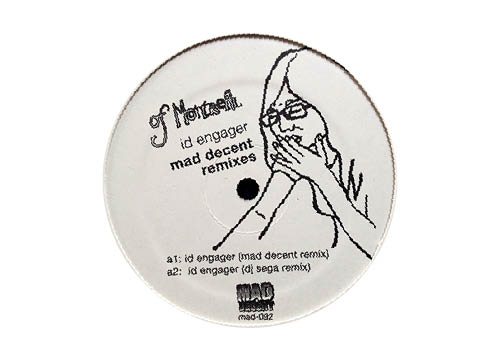 of Montreal
id engager
mad decent
remixes
a1: id engager (mad decent remix)
a2: id engager (dj sega remix)
MAD
DECENT
mad-092